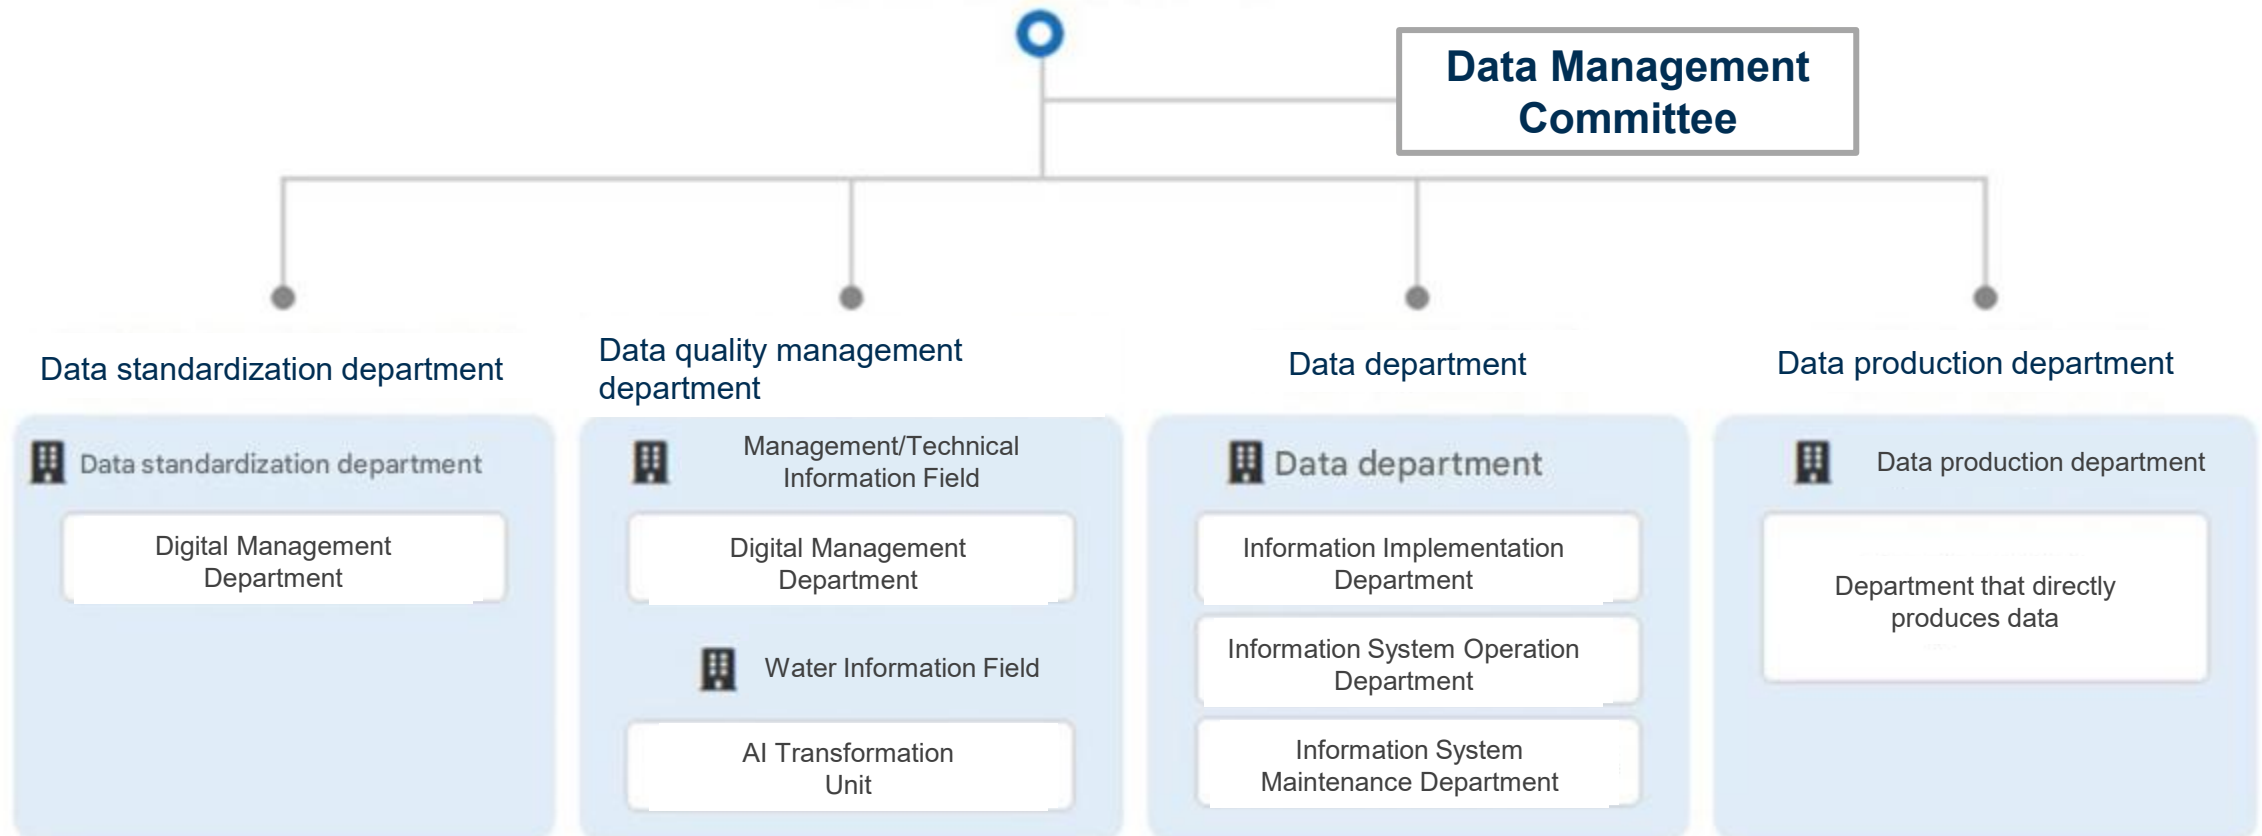 Data Management
Committee
Data standardization department
Data quality management
department
Data department
Data production department
Data standardization department
Digital Management
Department
Management/Technical
Information Field
Digital Management
Department
Water Information Field
AI Transformation
Unit
Data department
Information Implementation
Department
Information System Operation
Department
Information System
Maintenance Department
Data production department
Department that directly
produces data